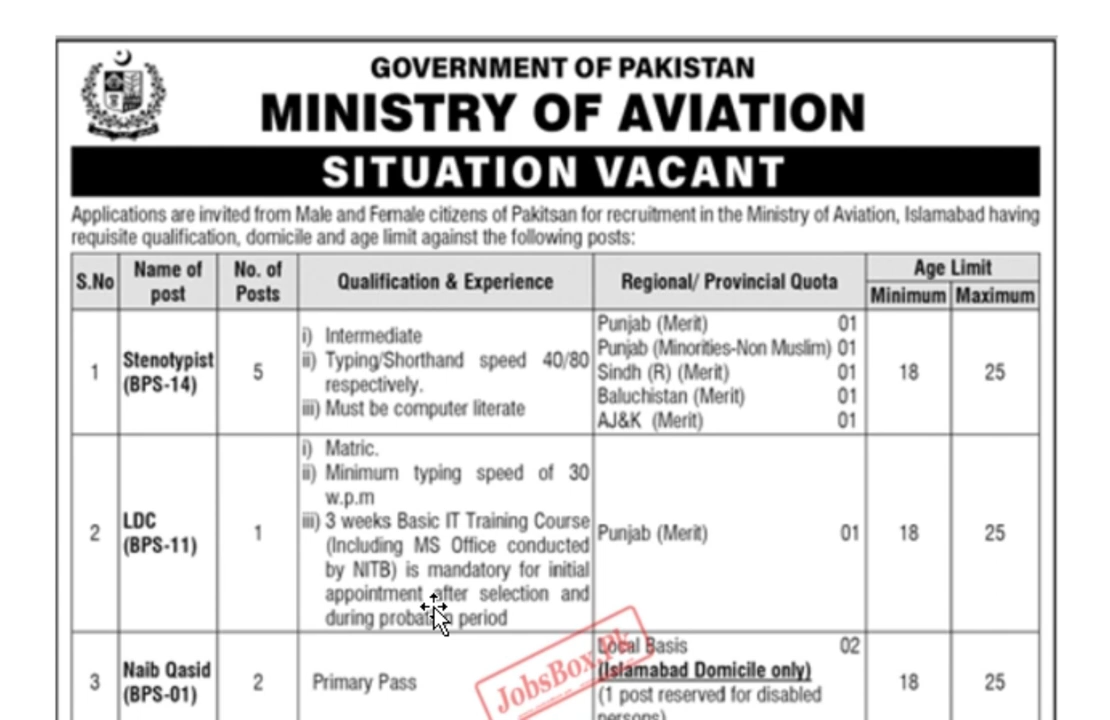 GOVERNMENT OF PAKISTAN
MINISTRY OF AVIATION
SITUATION VACANT
Applications are invited from Male and Female citizens of Pakitsan for recruitment in the Ministry of Aviation, Islamabad having
requisite qualification, domicile and age limit against the following posts:
S.No
Name of
post
No. of
Posts
Qualification & Experience
Regional/ Provincial Quota
Age Limit
Minimum
Maximum
1
Stenotypist
(BPS-14)
5
i) Intermediate
ii) Typing/Shorthand speed 40/80
respectively.
iii) Must be computer literate
Punjab (Merit) 01
Punjab (Minorities-Non Muslim) 01
Sindh (R) (Merit) 01
Baluchistan (Merit) 01
AJ&K (Merit) 01
18
25
2
LDC
(BPS-11)
1
i) Matric.
ii) Minimum typing speed of 30
w.p.m
iii) 3 weeks Basic IT Training Course
(Including MS Office conducted
by NITB) is mandatory for initial
appointment after selection and
during probation period
Punjab (Merit) 01
18
25
3
Naib Qasid
(BPS-01)
2
Primary Pass
Local Basis 02
(Islamabad Domicile only)
(1 post reserved for disabled
persons)
18
25
JobsBox.Pk